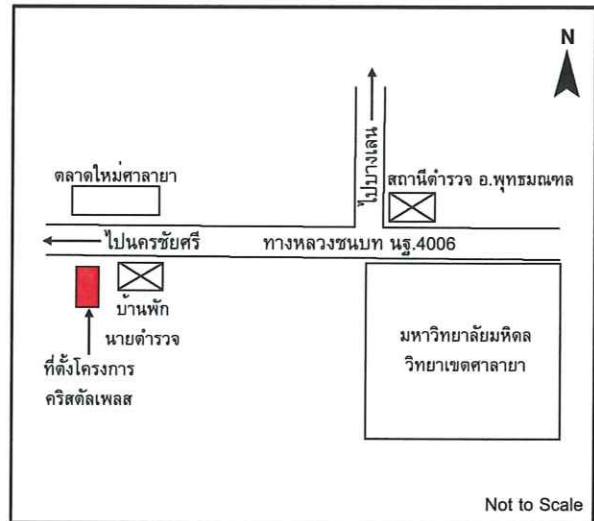 N
ไปบางเลน
ตลาดใหม่ศาลายา
สถานีตำรวจ อ.พุทธมณฑล
ไปนครชัยศรี
ทางหลวงชนบท นฐ.4006
บ้านพัก
นายตำรวจ
ที่ตั้งโครงการ
คริสตัลเพลส
มหาวิทยาลัยมหิดล
วิทยาเขตศาลายา
Not to Scale